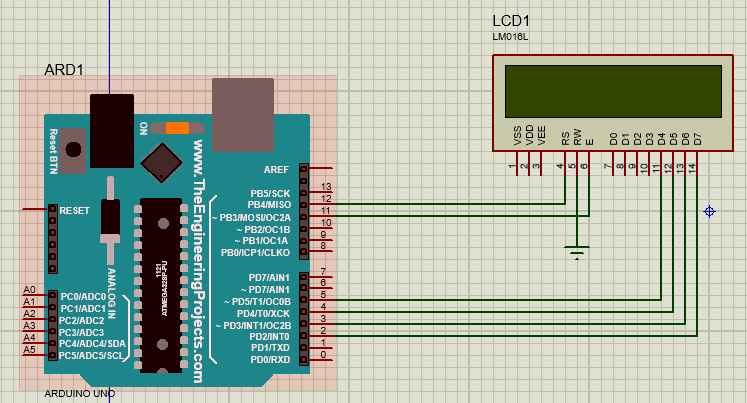 LCD1
LM016L
VSS
VDD
VEE
RS
RW
E
D0
D1
D2
D3
D4
D5
D6
D7
1
2
3
4
5
6
7
8
9
10
11
12
13
14
ARD1
Reset BTN
ON
www.TheEngineeringProjects.com
RESET
ANALOG IN
ATMEGA328P-PU
1121
AREF
PB5/SCK
13
PB4/MISO
12
~ PB3/MOSI/OC2A
11
~ PB2/OC1B
10
~ PB1/OC1A
9
PB0/ICP1/CLKO
8
PD7/AIN1
7
~ PD7/AIN1
6
~ PD5/T1/OC0B
5
PD4/T0/XCK
4
~ PD3/INT1/OC2B
3
PD2/INT0
2
PD1/TXD
1
PD0/RXD
0
A0
PC0/ADC0
A1
PC1/ADC1
A2
PC2/ADC2
A3
PC3/ADC3
A4
PC4/ADC4/SDA
A5
PC5/ADC5/SCL
ARDUINO UNO